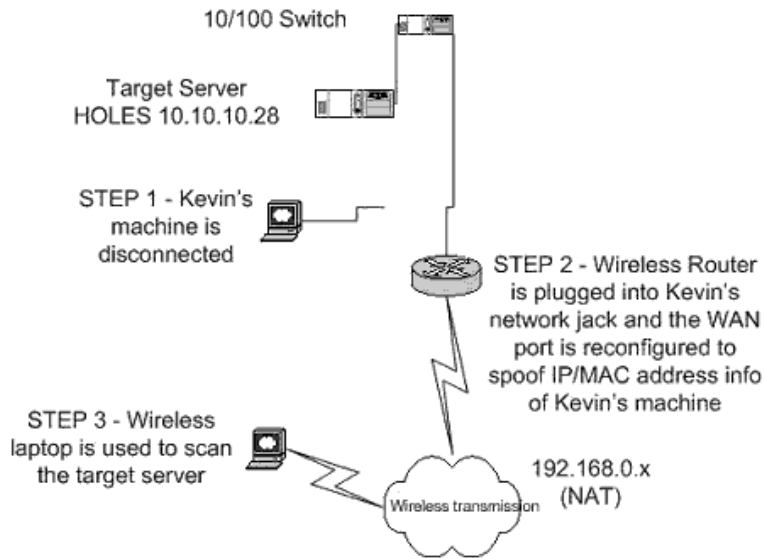 10/100 Switch
Target Server
HOLES 10.10.10.28
STEP 1 - Kevin's
machine is
disconnected
STEP 2 - Wireless Router
is plugged into Kevin's
network jack and the WAN
port is reconfigured to
spoof IP/MAC address info
of Kevin's machine
STEP 3 - Wireless
laptop is used to scan
the target server
Wireless transmission
192.168.0.x
(NAT)